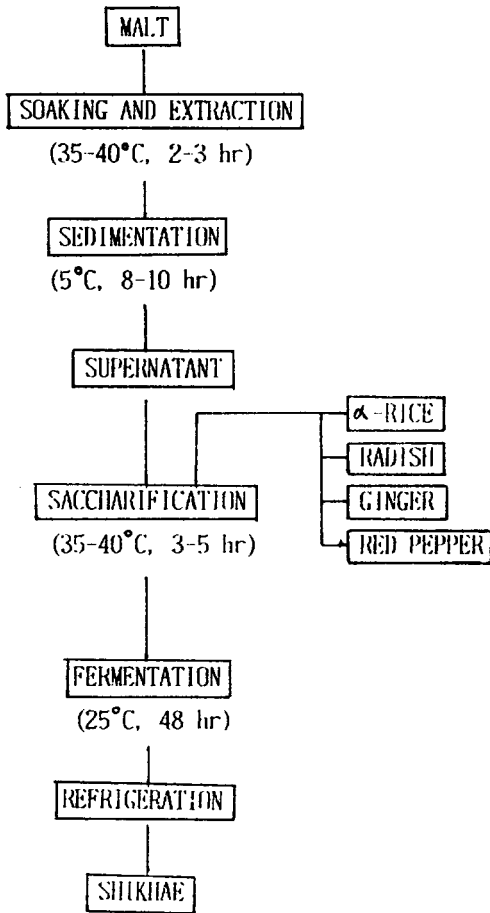 MALT
SOAKING AND EXTRACTION
(35-40°C, 2-3 hr)
SEDIMENTATION
(5°C, 8-10 hr)
SUPERNATANT
α-RICE
RADISH
SACCHARIFICATION
GINGER
(35-40°C, 3-5 hr)
RED PEPPER
FERMENTATION
(25°C, 48 hr)
REFRIGERATION
SHIKHAE